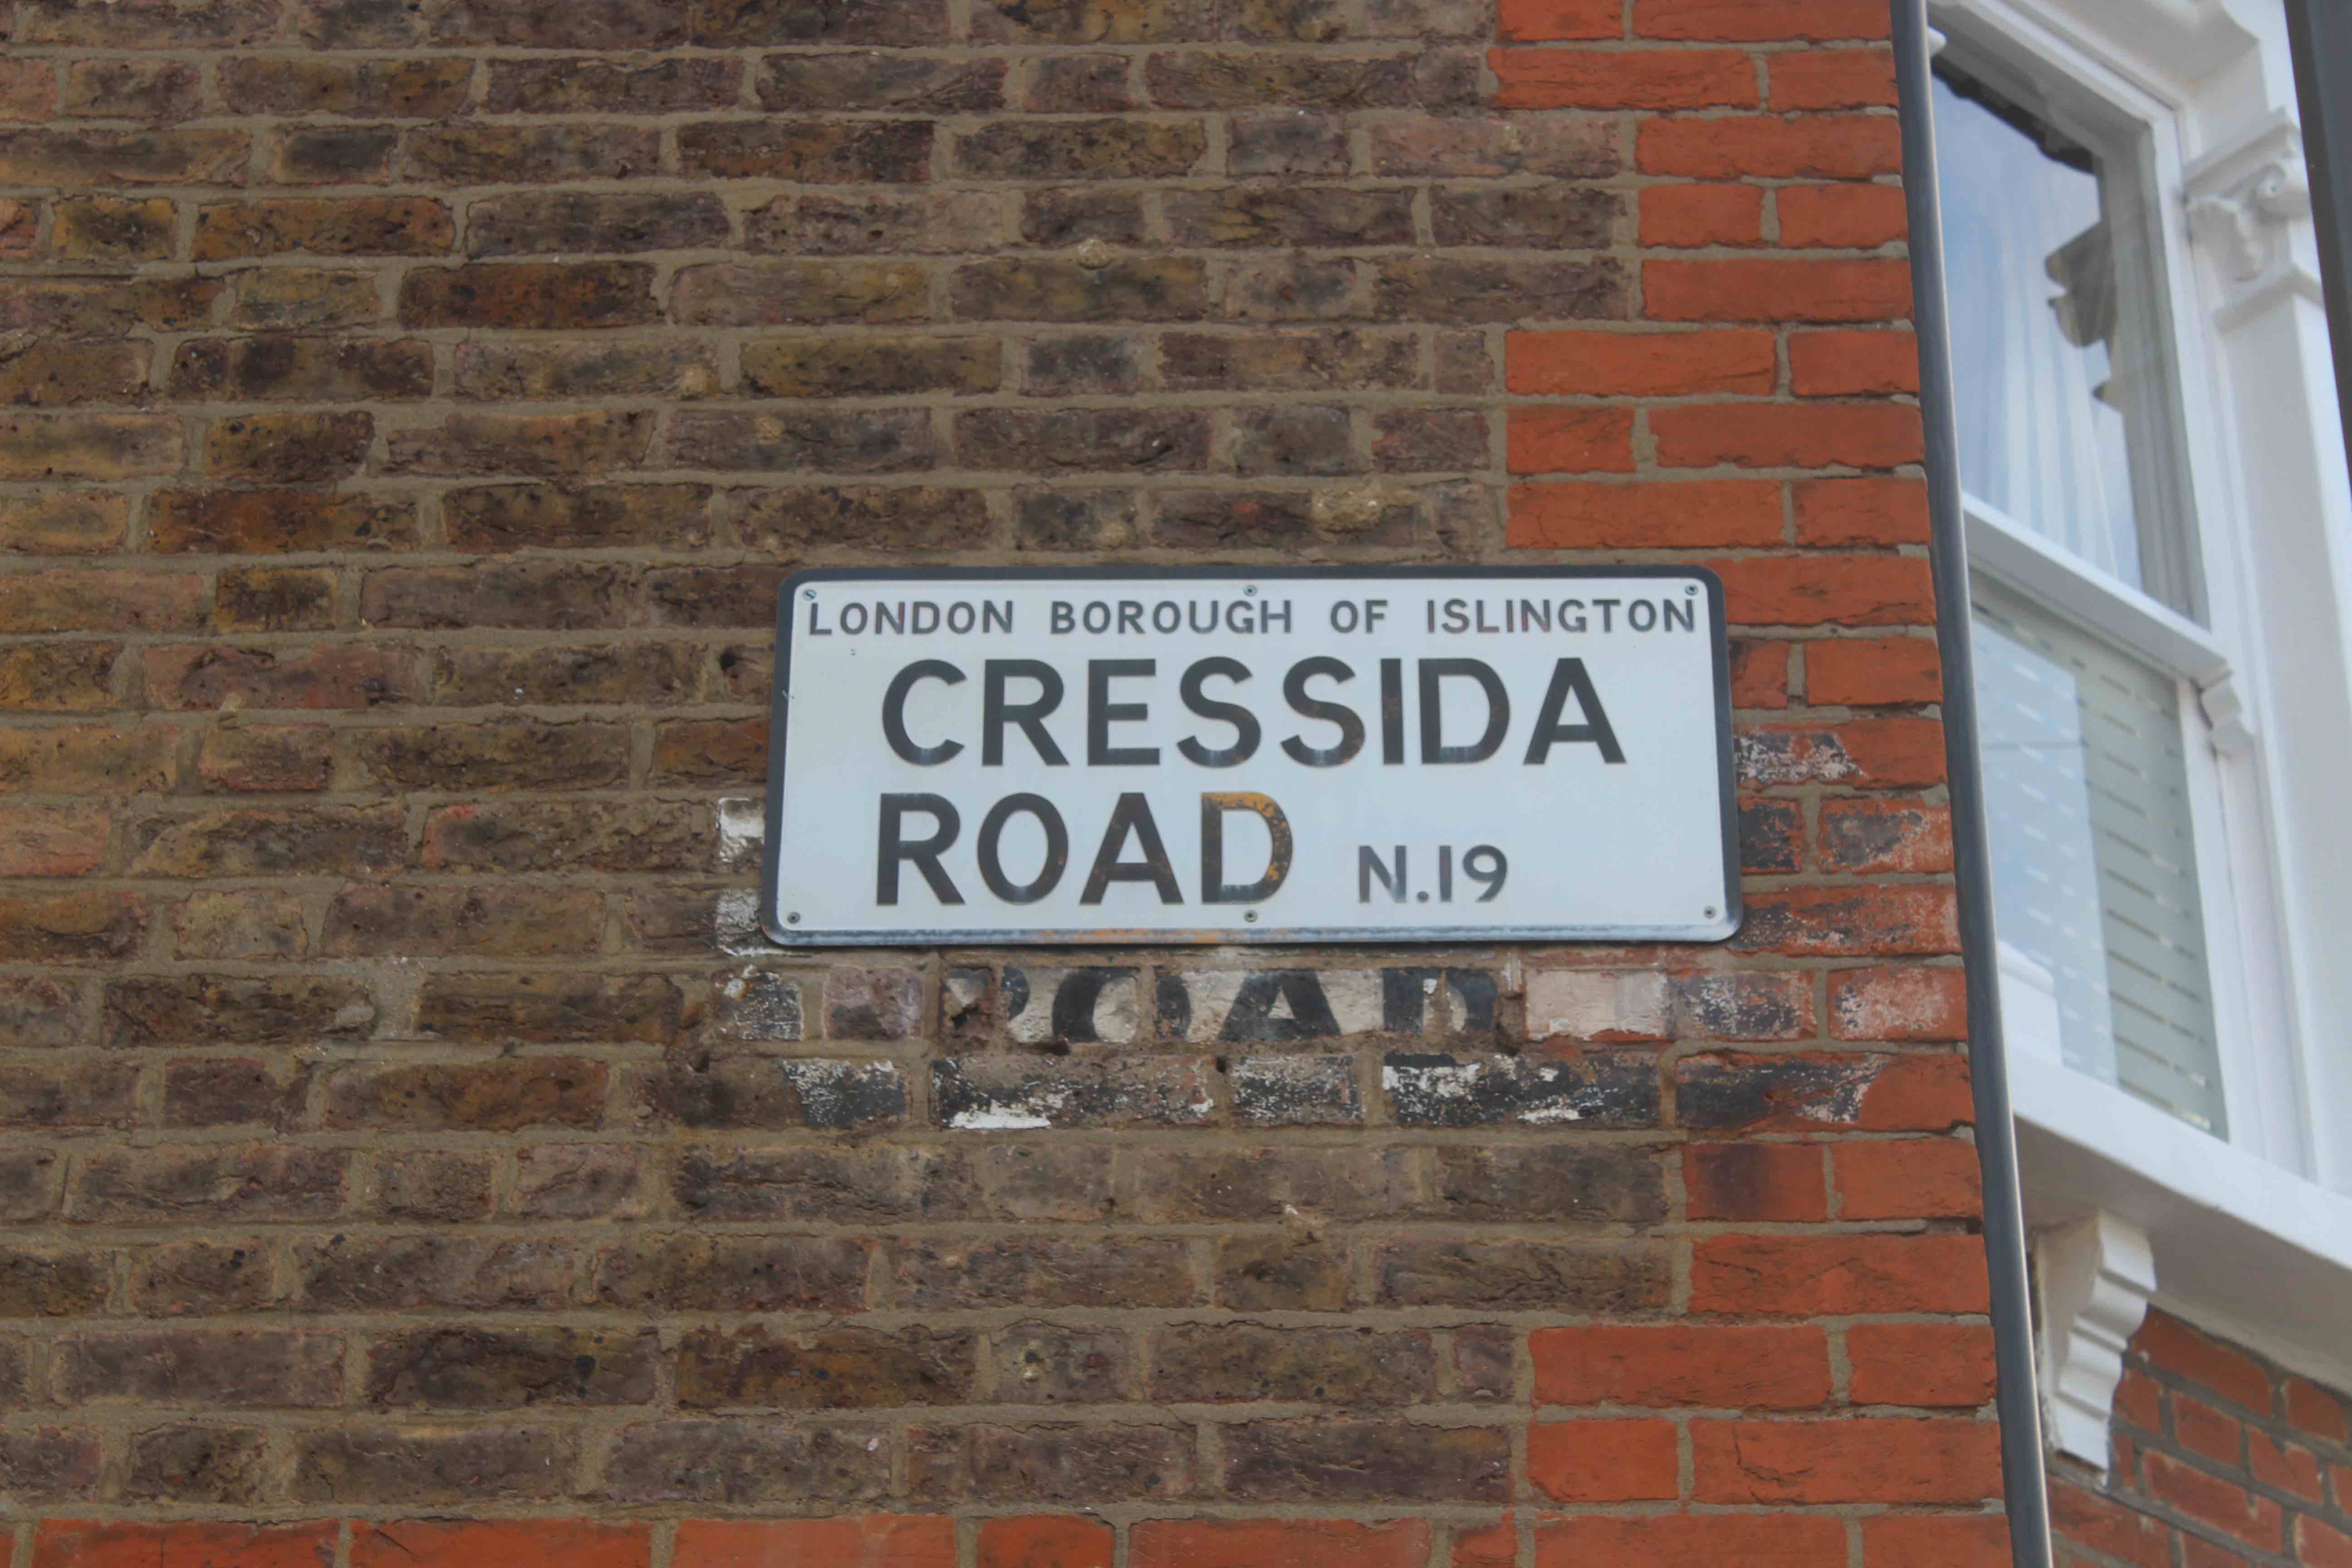 LONDON BOROUGH OF ISLINGTON
CRESSIDA
ROAD N.19
ROAD